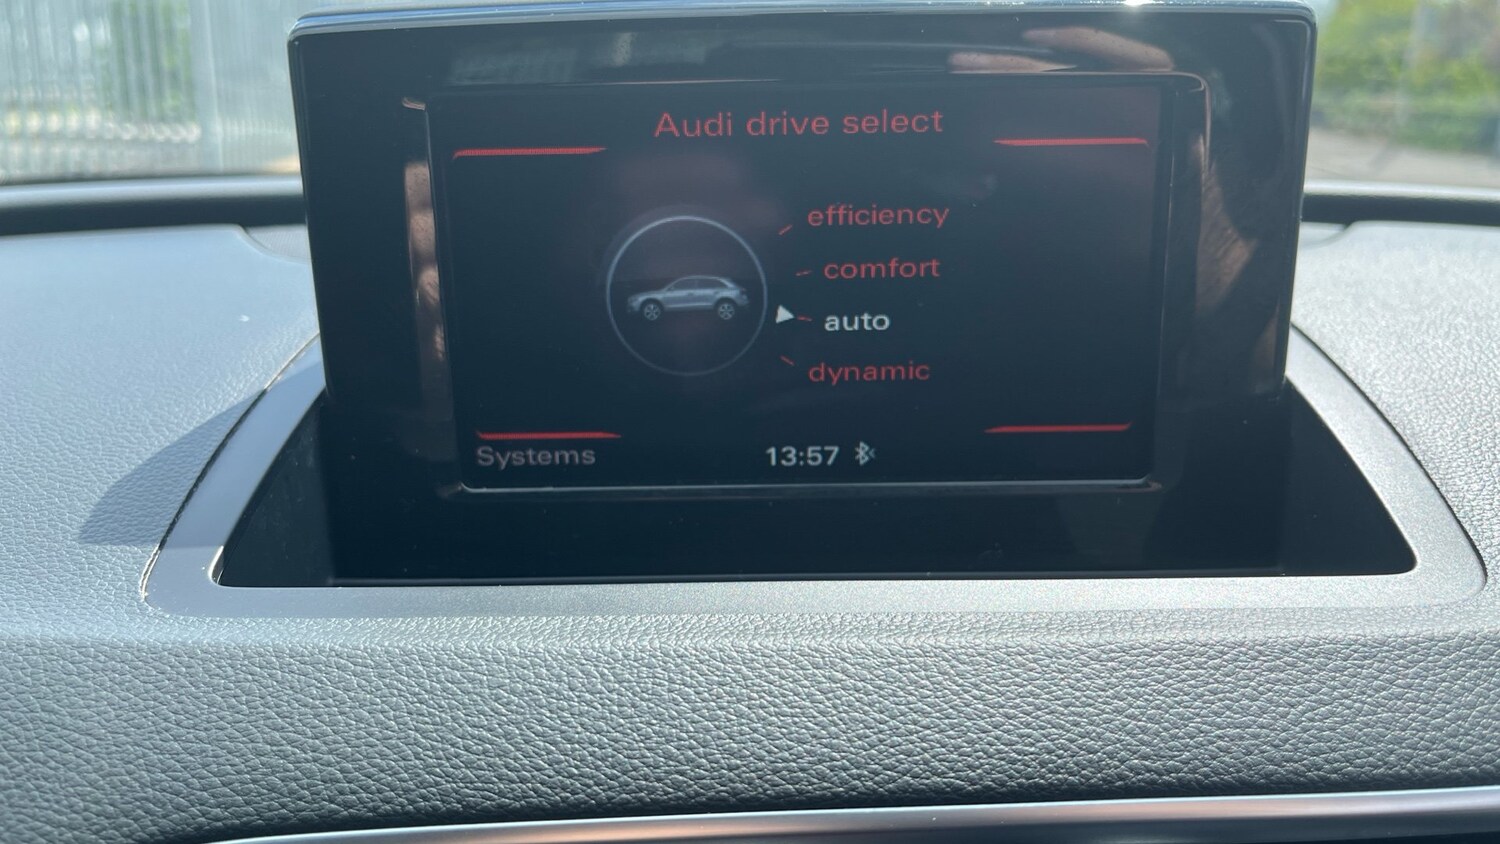 Audi drive select
efficiency
comfort
auto
dynamic
Systems
13:57